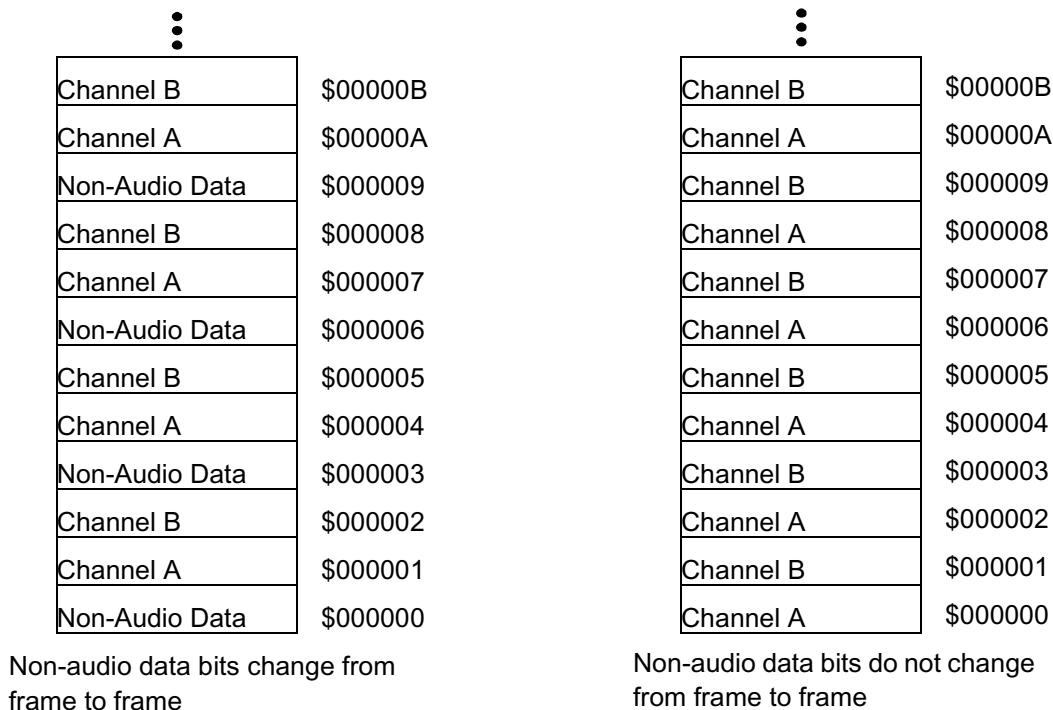 Channel B $00000B
Channel A $00000A
Non-Audio Data $000009
Channel B $000008
Channel A $000007
Non-Audio Data $000006
Channel B $000005
Channel A $000004
Non-Audio Data $000003
Channel B $000002
Channel A $000001
Non-Audio Data $000000
Non-audio data bits change from
frame to frame
Channel B $00000B
Channel A $00000A
Channel B $000009
Channel A $000008
Channel B $000007
Channel A $000006
Channel B $000005
Channel A $000004
Channel B $000003
Channel A $000002
Channel B $000001
Channel A $000000
Non-audio data bits do not change
from frame to frame